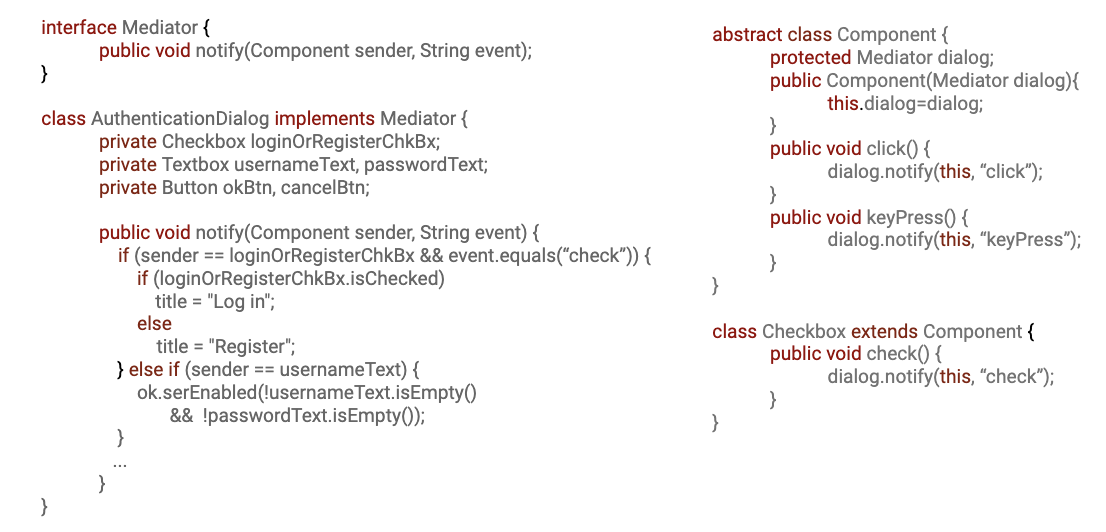 interface Mediator {
public void notify(Component sender, String event);
}
class AuthenticationDialog implements Mediator {
private Checkbox loginOrRegisterChkBx;
private Textbox usernameText, passwordText;
private Button okBtn, cancelBtn;
public void notify(Component sender, String event) {
if (sender == loginOrRegisterChkBx && event.equals(“check”)) {
if (loginOrRegisterChkBx.isChecked)
title = "Log in";
else
title = "Register";
} else if (sender == usernameText) {
ok.serEnabled(!usernameText.isEmpty()
&& !passwordText.isEmpty());
}
...
}
}
abstract class Component {
protected Mediator dialog;
public Component(Mediator dialog){
this.dialog=dialog;
}
public void click() {
dialog.notify(this, “click”);
}
public void keyPress() {
dialog.notify(this, “keyPress”);
}
}
class Checkbox extends Component {
public void check() {
dialog.notify(this, “check”);
}
}